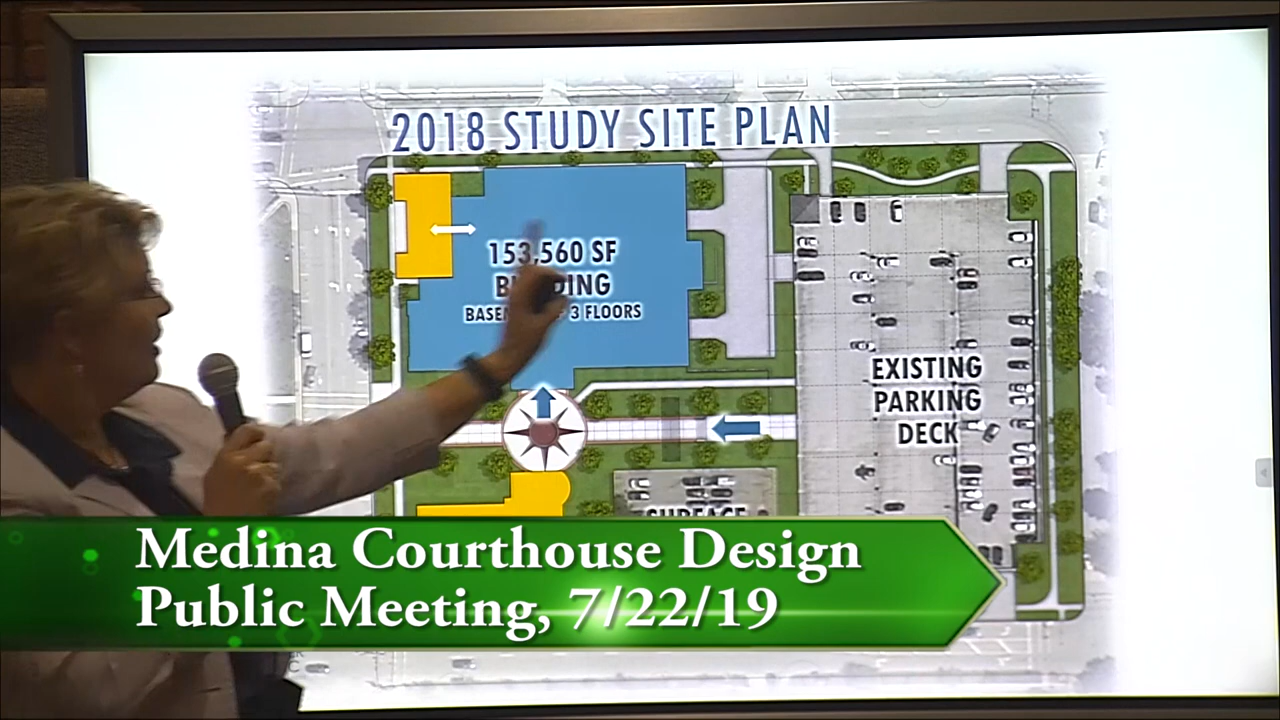 2018 STUDY SITE PLAN
153,560 SF
3 FLOORS
EXISTING
PARKING
DECK
SURFACE
Medina Courthouse Design
Public Meeting, 7/22/19